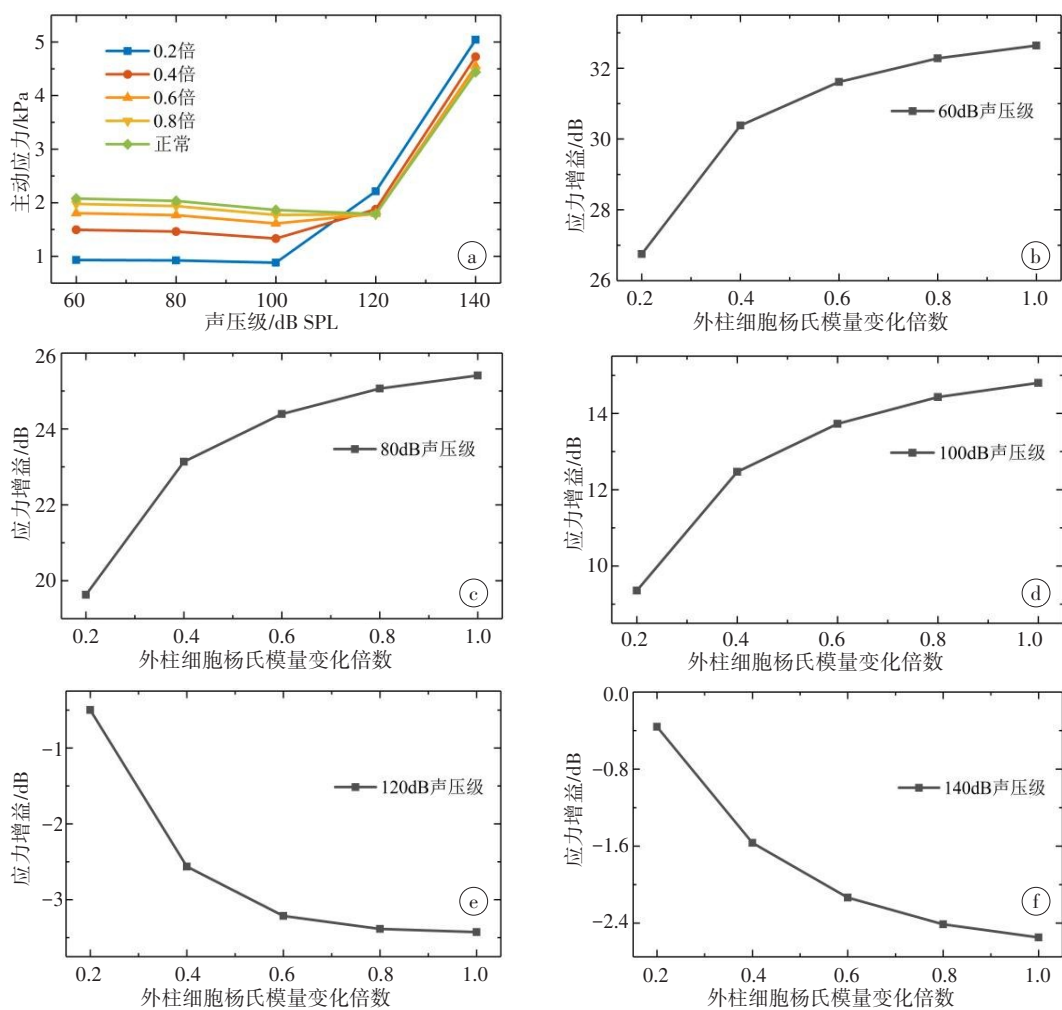 5
4
3
2
1
主动应力/kPa
0.2倍
0.4倍
0.6倍
0.8倍
正常
a
60 80 100 120 140
声压级/dB SPL
32
30
28
26
应力增益/dB
60dB声压级
b
0.2 0.4 0.6 0.8 1.0
外柱细胞杨氏模量变化倍数
26
24
22
20
应力增益/dB
80dB声压级
c
0.2 0.4 0.6 0.8 1.0
外柱细胞杨氏模量变化倍数
14
12
10
应力增益/dB
100dB声压级
d
0.2 0.4 0.6 0.8 1.0
外柱细胞杨氏模量变化倍数
-1
-2
-3
应力增益/dB
120dB声压级
e
0.2 0.4 0.6 0.8 1.0
外柱细胞杨氏模量变化倍数
0.0
-0.8
-1.6
-2.4
应力增益/dB
140dB声压级
f
0.2 0.4 0.6 0.8 1.0
外柱细胞杨氏模量变化倍数